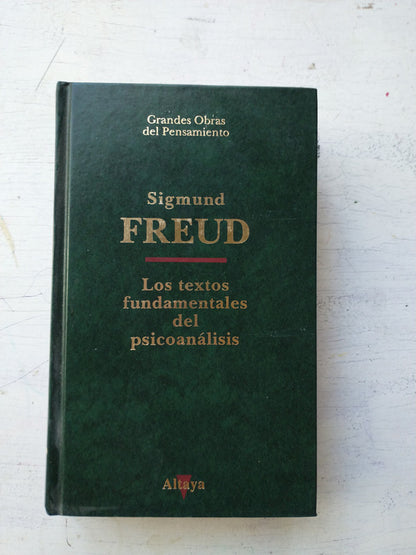 Grandes Obras
del Pensamiento
Sigmund
FREUD
Los textos
fundamentales
del
psicoanálisis
Altaya